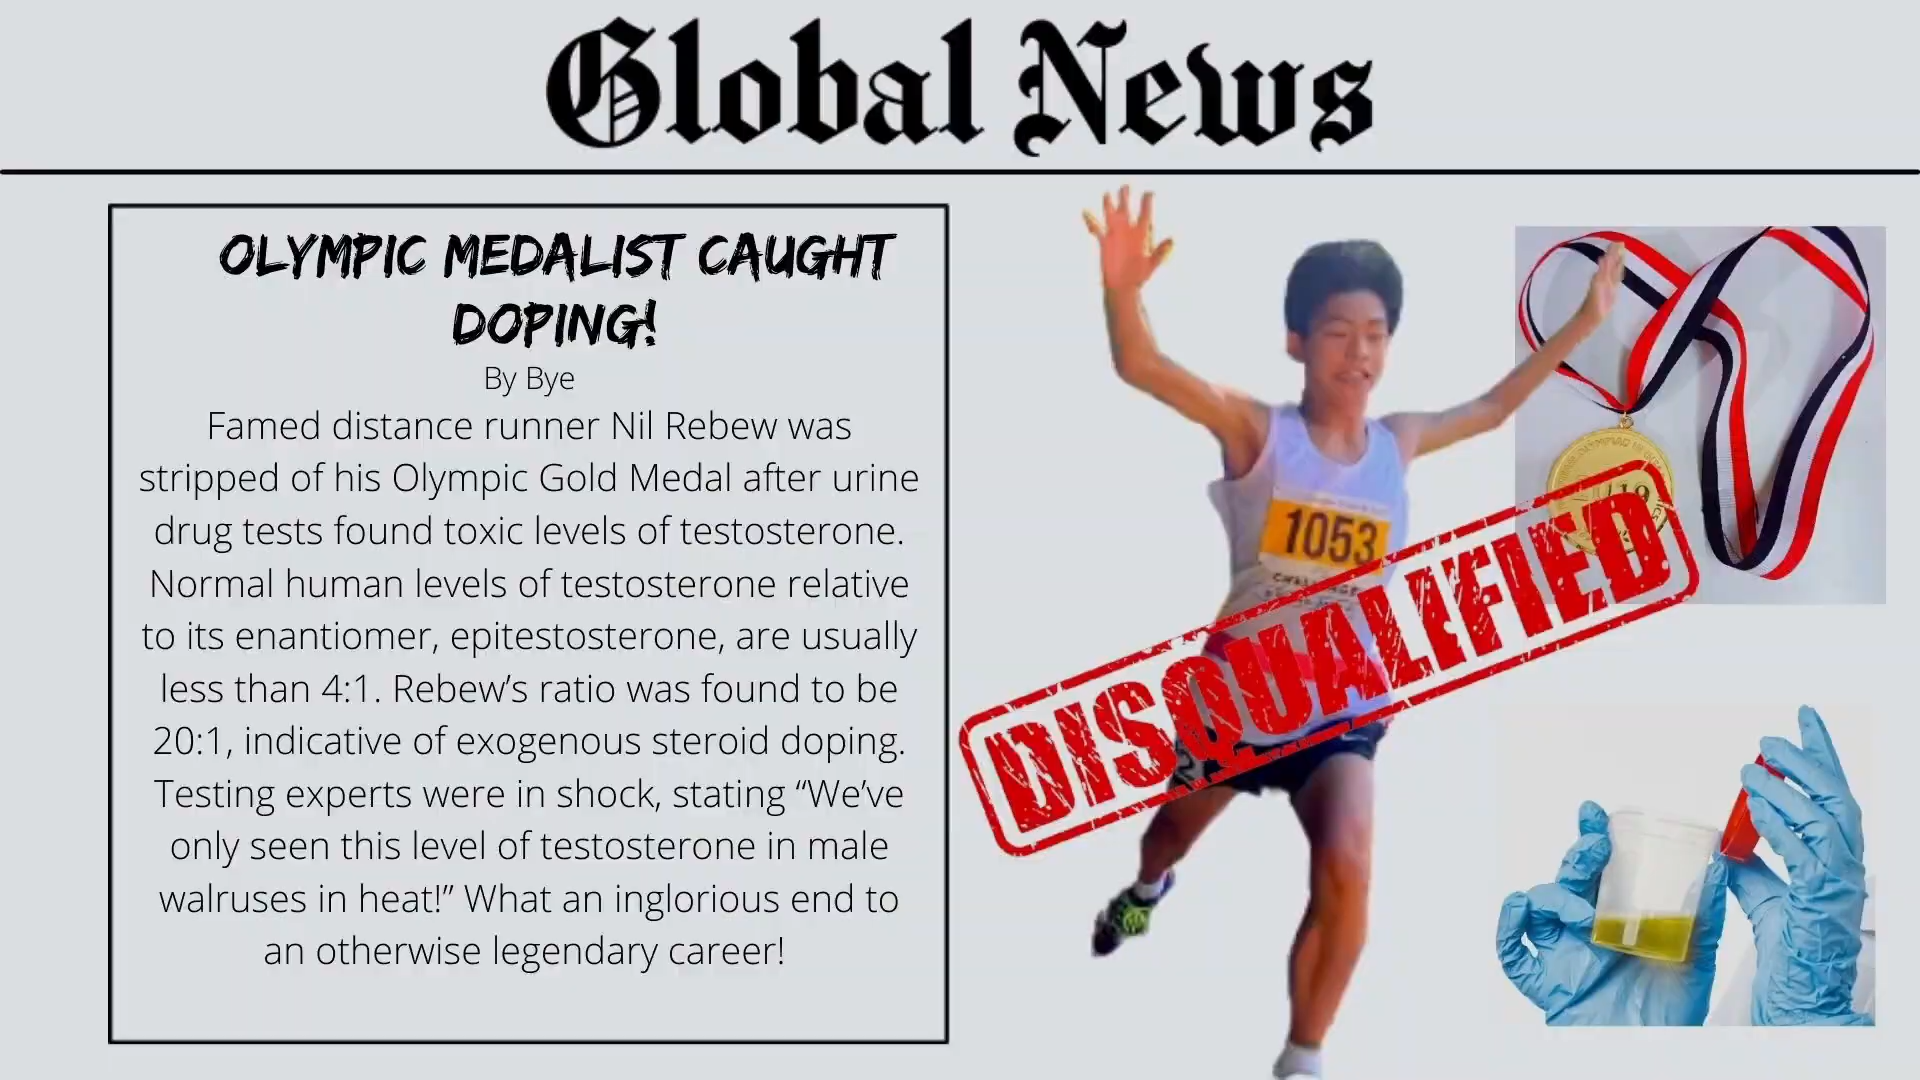 Global News
OLYMPIC MEDALIST CAUGHT
DOPING!
By Bye
Famed distance runner Nil Rebew was
stripped of his Olympic Gold Medal after urine
drug tests found toxic levels of testosterone.
Normal human levels of testosterone relative
to its enantiomer, epitestosterone, are usually
less than 4:1. Rebew’s ratio was found to be
20:1, indicative of exogenous steroid doping.
Testing experts were in shock, stating “We’ve
only seen this level of testosterone in male
walruses in heat!” What an inglorious end to
an otherwise legendary career!
1053
DISQUALIFIED